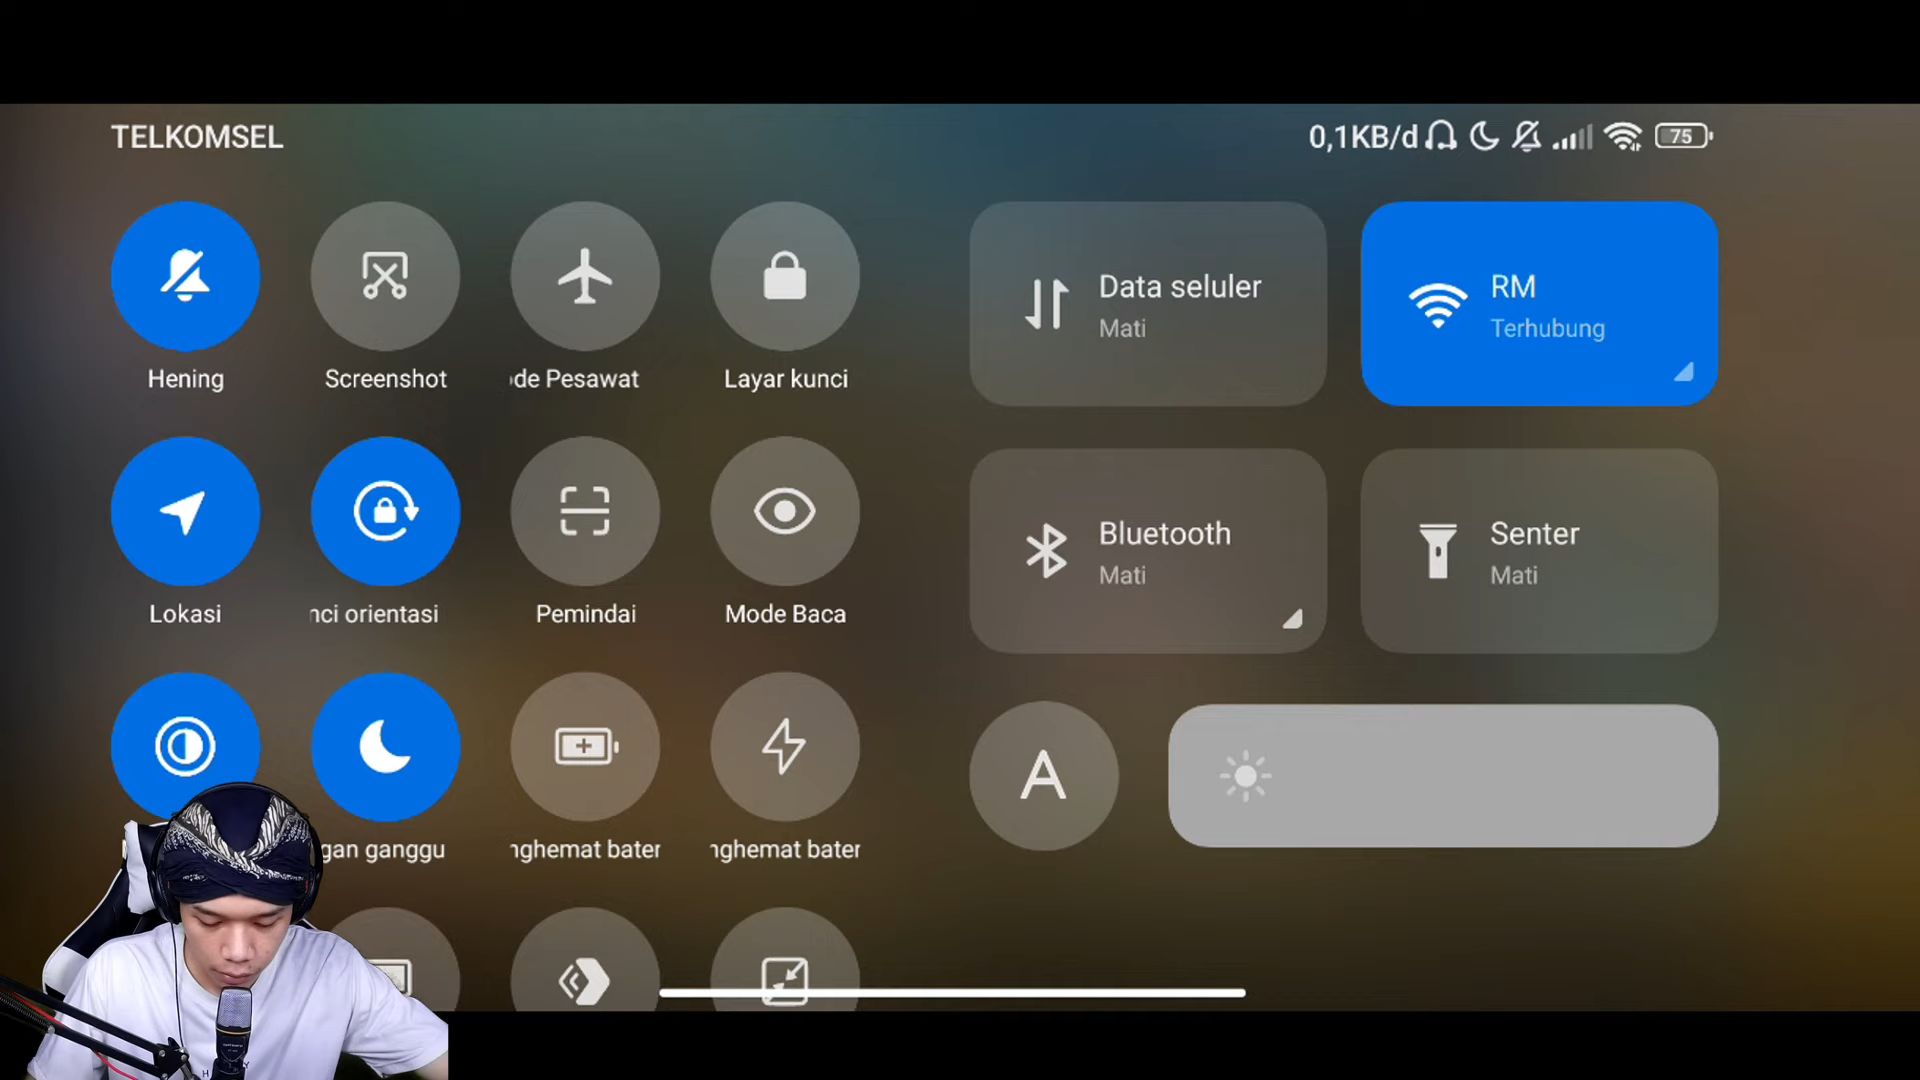 TELKOMSEL
0,1KB/d
75
Hening
Screenshot
de Pesawat
Layar kunci
Data seluler
Mati
RM
Terhubung
Lokasi
nci orientasi
Pemindai
Mode Baca
Bluetooth
Mati
Senter
Mati
gan ganggu
nghemat bater
nghemat bater
A